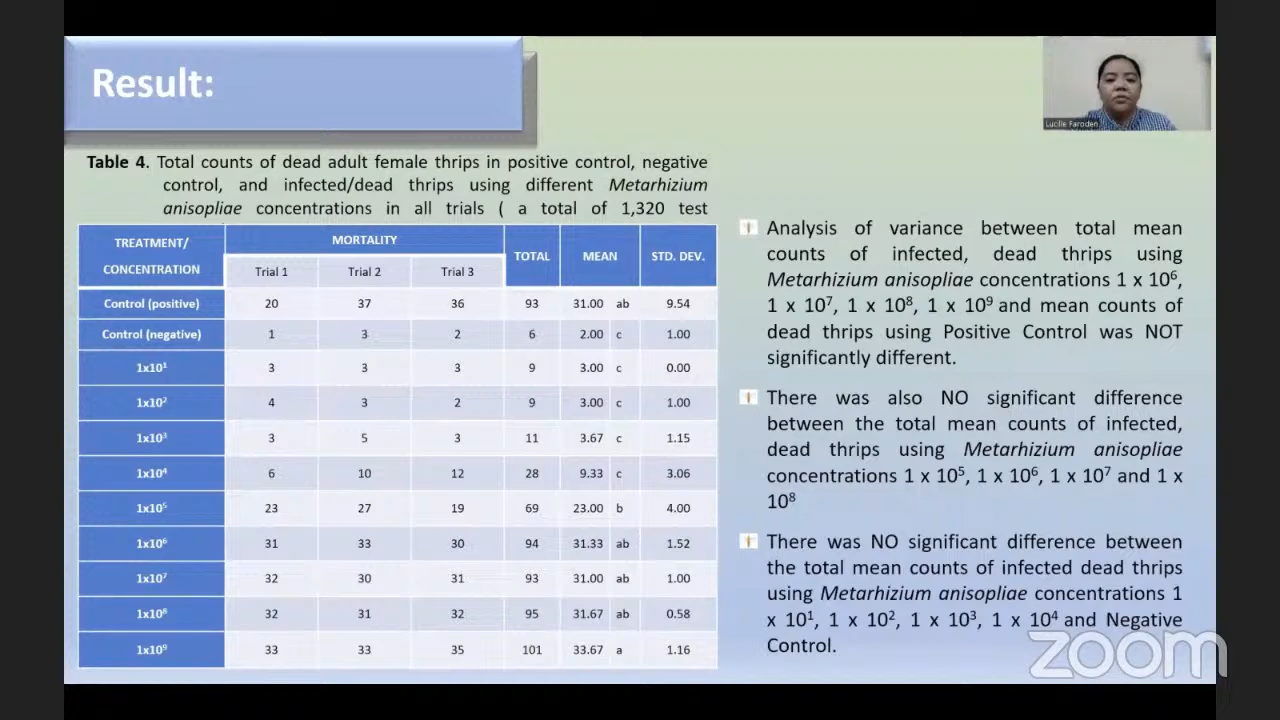 Result:
Lucille Faroden
Table 4. Total counts of dead adult female thrips in positive control, negative
control, and infected/dead thrips using different Metarhizium
anisopliae concentrations in all trials ( a total of 1,320 test
TREATMENT/ CONCENTRATION MORTALITY TOTAL MEAN STD. DEV.
Trial 1 Trial 2 Trial 3
Control (positive) 20 37 36 93 31.00 ab 9.54
Control (negative) 1 3 2 6 2.00 c 1.00
1x10¹ 3 3 3 9 3.00 c 0.00
1x10² 4 3 2 9 3.00 c 1.00
1x10³ 3 5 3 11 3.67 c 1.15
1x10⁴ 6 10 12 28 9.33 c 3.06
1x10⁵ 23 27 19 69 23.00 b 4.00
1x10⁶ 31 33 30 94 31.33 ab 1.52
1x10⁷ 32 30 31 93 31.00 ab 1.00
1x10⁸ 32 31 32 95 31.67 ab 0.58
1x10⁹ 33 33 35 101 33.67 a 1.16
Analysis of variance between total mean
counts of infected, dead thrips using
Metarhizium anisopliae concentrations 1 x 10⁶,
1 x 10⁷, 1 x 10⁸, 1 x 10⁹ and mean counts of
dead thrips using Positive Control was NOT
significantly different.
There was also NO significant difference
between the total mean counts of infected,
dead thrips using Metarhizium anisopliae
concentrations 1 x 10⁵, 1 x 10⁶, 1 x 10⁷ and 1 x
10⁸
There was NO significant difference between
the total mean counts of infected dead thrips
using Metarhizium anisopliae concentrations 1
x 10¹, 1 x 10², 1 x 10³, 1 x 10⁴ and Negative
Control.
zoom